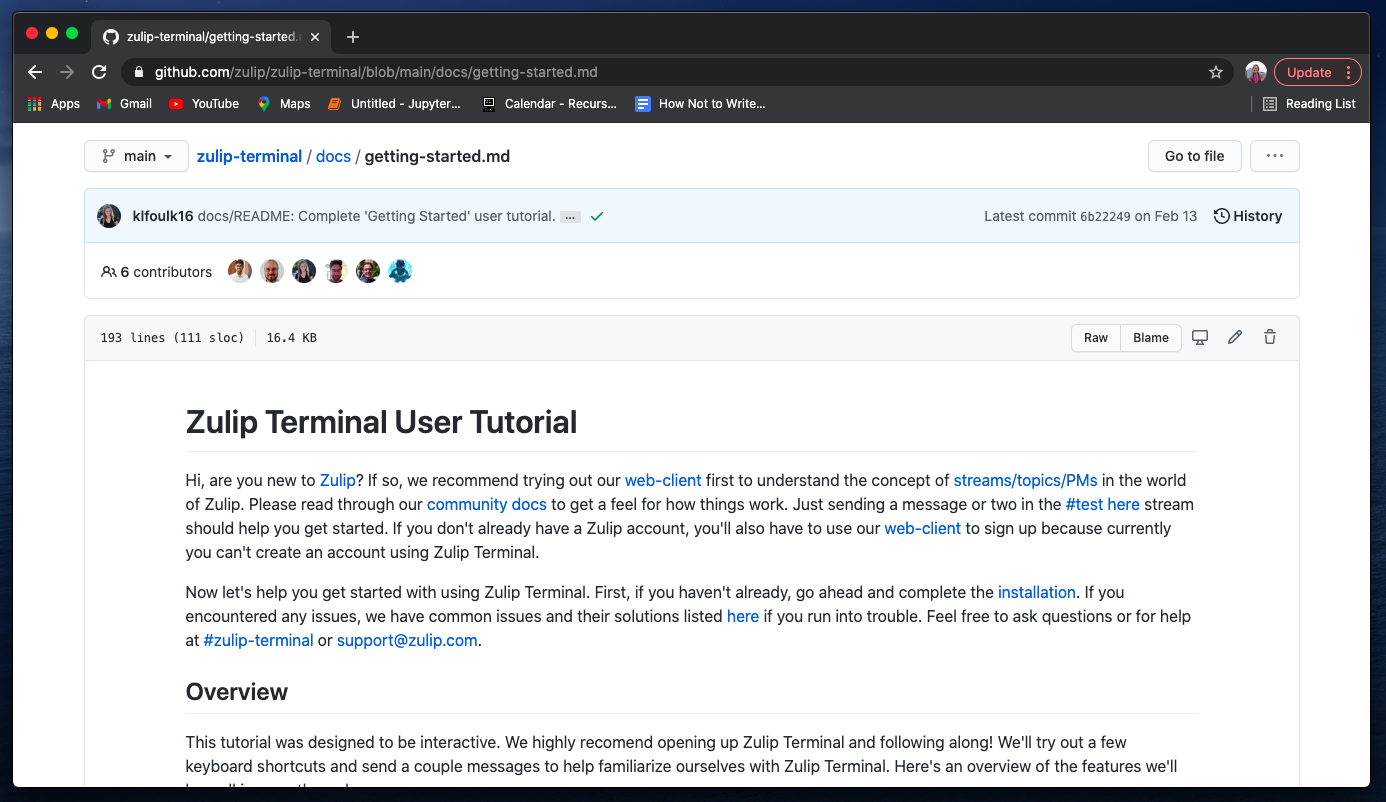 zulip-terminal/getting-started.
github.com/zulip/zulip-terminal/blob/main/docs/getting-started.md
Update
Apps
Gmail
YouTube
Maps
Untitled - Jupyter...
Calendar - Recurs...
How Not to Write...
Reading List
main
zulip-terminal / docs / getting-started.md
Go to file
...
klfoulk16 docs/README: Complete 'Getting Started' user tutorial. ...
Latest commit 6b22249 on Feb 13
History
6 contributors
193 lines (111 sloc)
16.4 KB
Raw
Blame
Zulip Terminal User Tutorial
Hi, are you new to Zulip? If so, we recommend trying out our web-client first to understand the concept of streams/topics/PMs in the world
of Zulip. Please read through our community docs to get a feel for how things work. Just sending a message or two in the #test here stream
should help you get started. If you don't already have a Zulip account, you'll also have to use our web-client to sign up because currently
you can't create an account using Zulip Terminal.
Now let's help you get started with using Zulip Terminal. First, if you haven't already, go ahead and complete the installation. If you
encountered any issues, we have common issues and their solutions listed here if you run into trouble. Feel free to ask questions or for help
at #zulip-terminal or support@zulip.com.
Overview
This tutorial was designed to be interactive. We highly recomend opening up Zulip Terminal and following along! We'll try out a few
keyboard shortcuts and send a couple messages to help familiarize ourselves with Zulip Terminal. Here's an overview of the features we'll